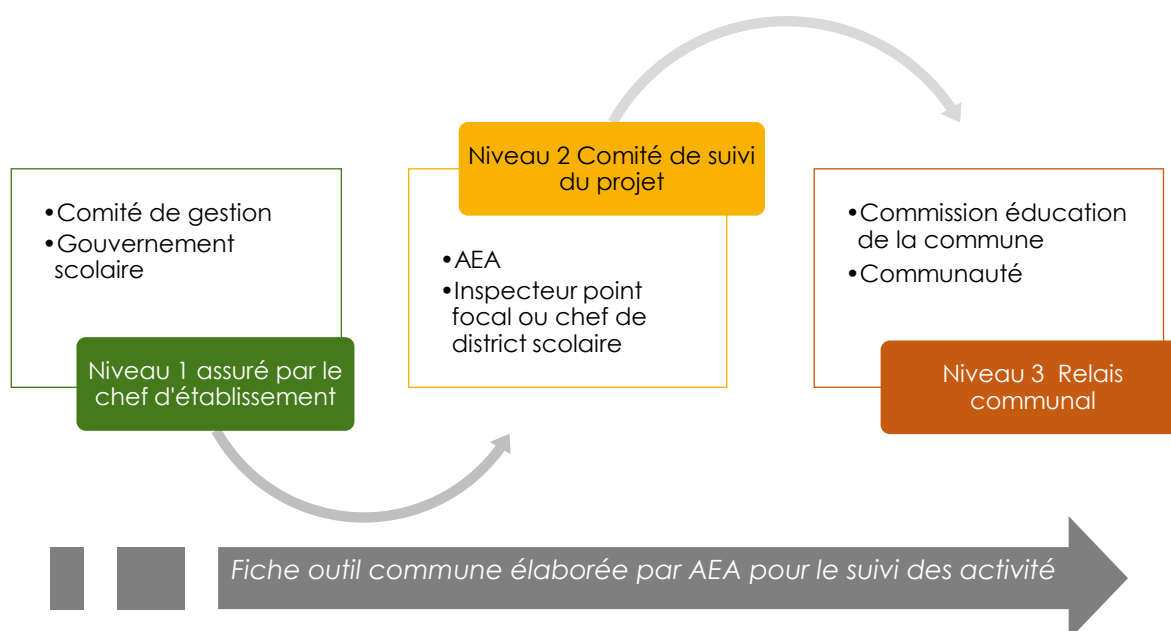 •Comité de gestion
•Gouvernement
scolaire
Niveau 1 assuré par le
chef d'établissement
Niveau 2 Comité de suivi
du projet
•AEA
•Inspecteur point
focal ou chef de
district scolaire
•Commission éducation
de la commune
•Communauté
Niveau 3  Relais
communal
Fiche outil commune élaborée par AEA pour le suivi des activité